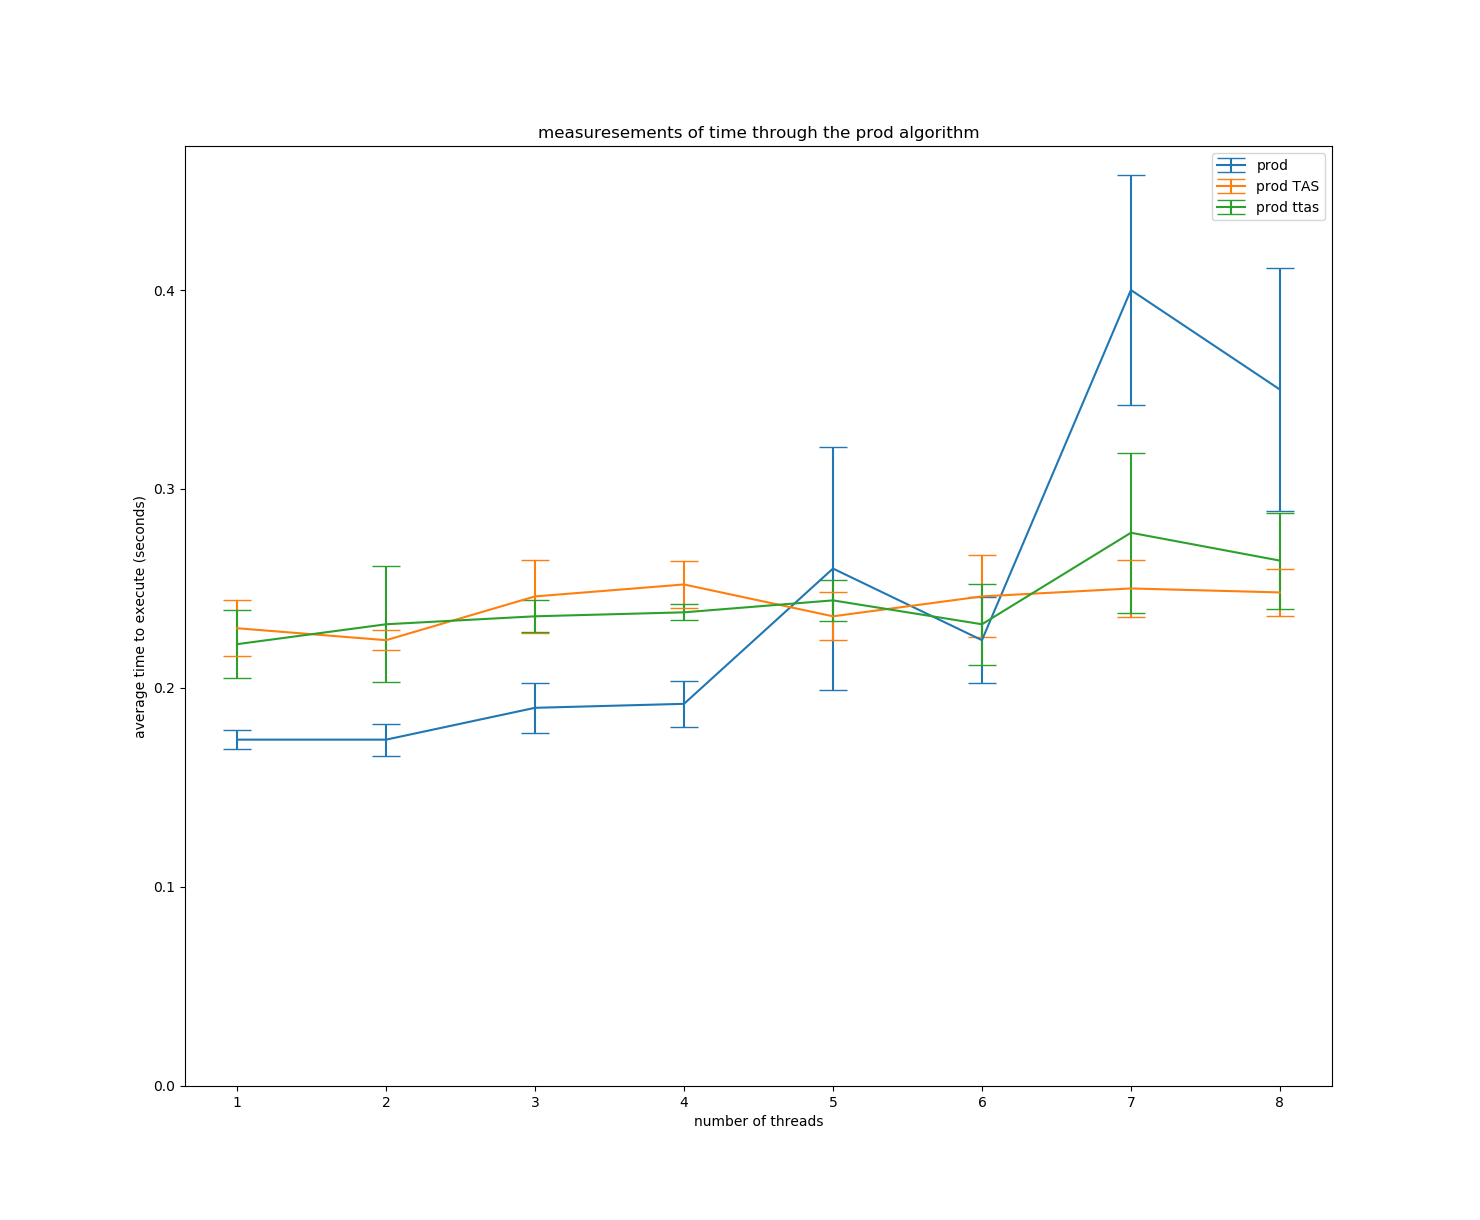 measuresements of time through the prod algorithm
prod
prod TAS
prod ttas
average time to execute (seconds)
0.4
0.3
0.2
0.1
0.0
1 2 3 4 5 6 7 8
number of threads